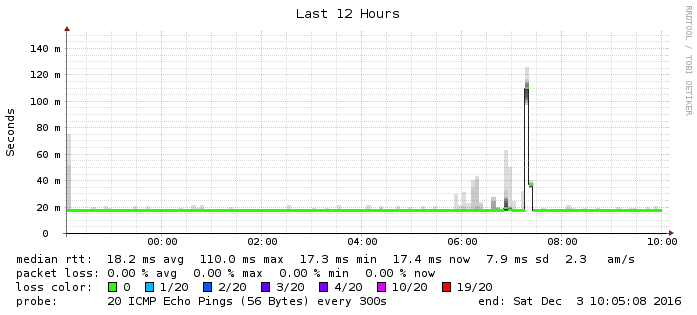 Last 12 Hours
RRDTOOL / TOBI OETIKER
Seconds
140 m
120 m
100 m
80 m
60 m
40 m
20 m
0
00:00 02:00 04:00 06:00 08:00 10:00
median rtt: 18.2 ms avg 110.0 ms max 17.3 ms min 17.4 ms now 7.9 ms sd 2.3 am/s
packet loss: 0.00 % avg 0.00 % max 0.00 % min 0.00 % now
loss color: 0 1/20 2/20 3/20 4/20 10/20 19/20
probe: 20 ICMP Echo Pings (56 Bytes) every 300s end: Sat Dec 3 10:05:08 2016